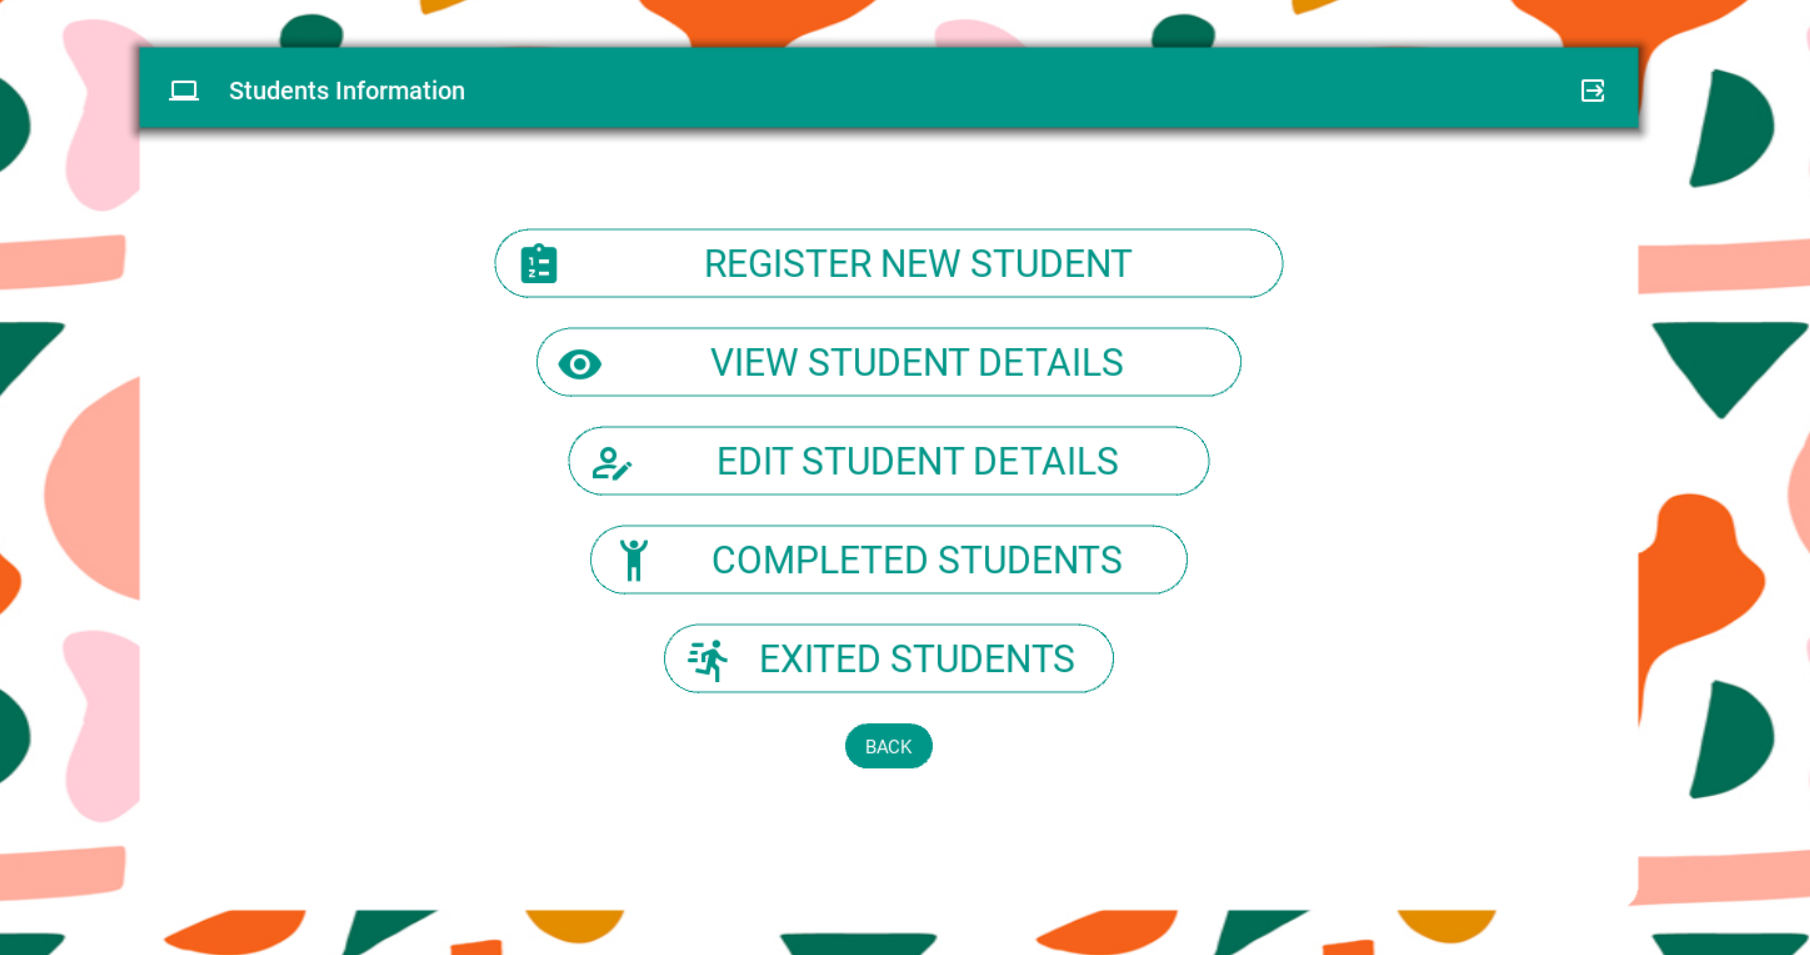 Students Information
REGISTER NEW STUDENT
VIEW STUDENT DETAILS
EDIT STUDENT DETAILS
COMPLETED STUDENTS
EXITED STUDENTS
BACK